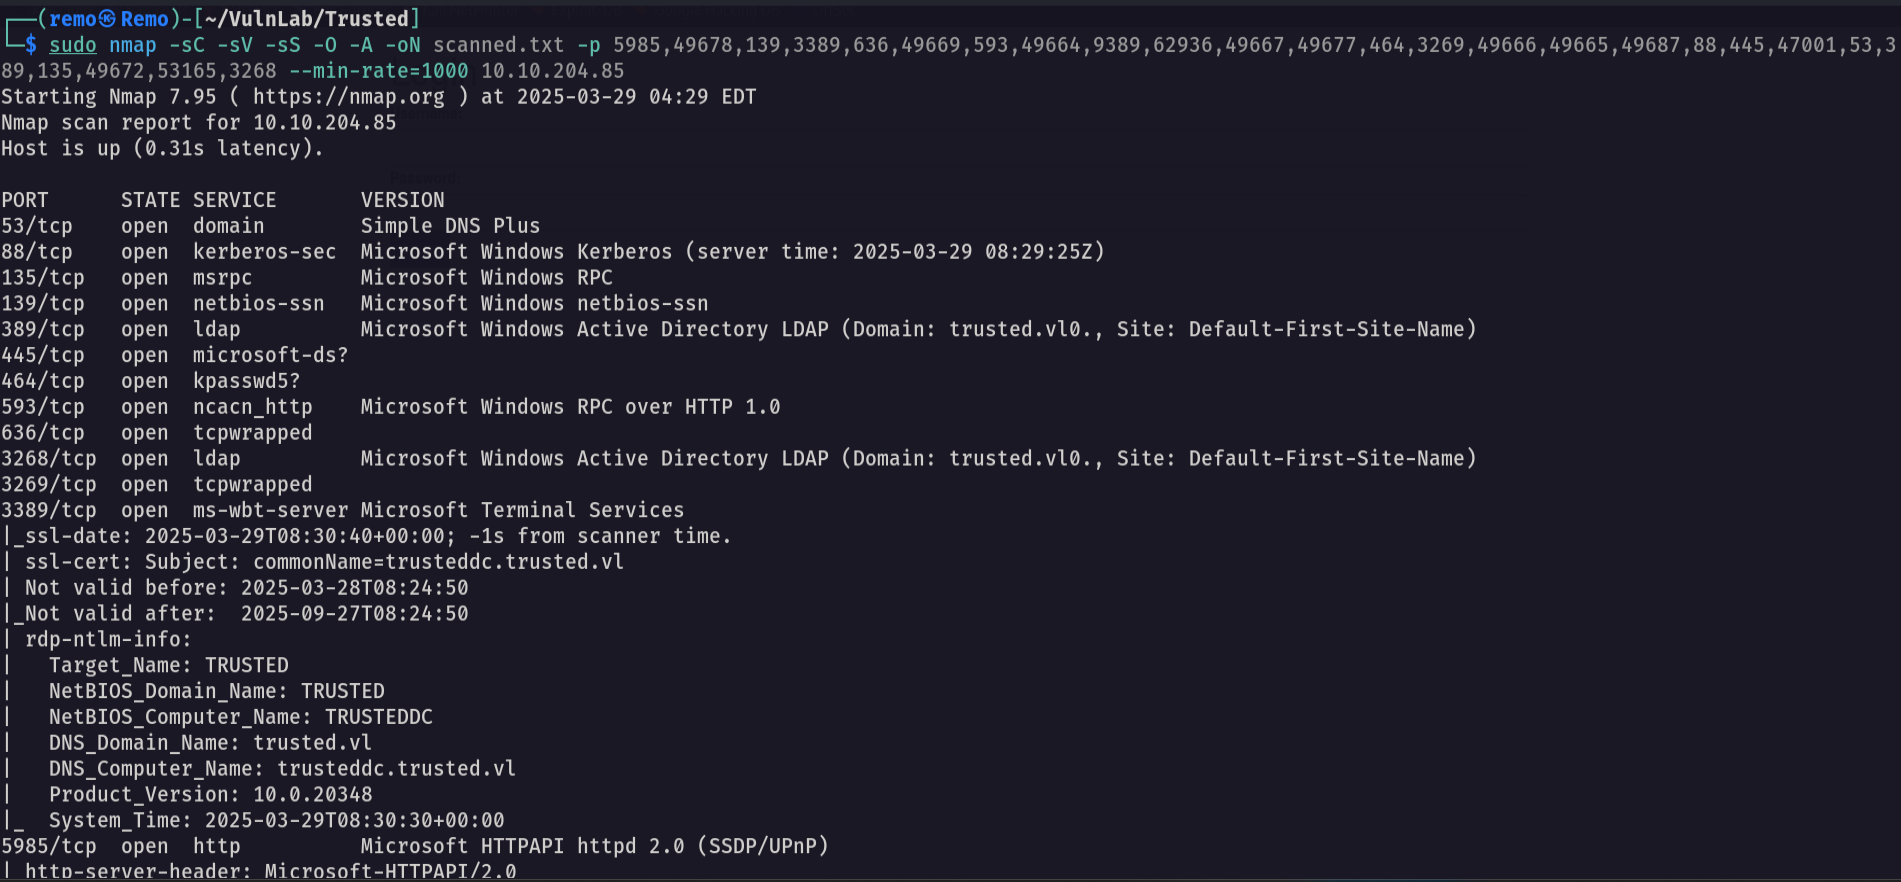 ┌──(remo㉿Remo)-[~/VulnLab/Trusted]
└─$ sudo nmap -sC -sV -sS -O -A -oN scanned.txt -p 5985,49678,139,3389,636,49669,593,49664,9389,62936,49667,49677,464,3269,49666,49665,49687,88,445,47001,53,3
89,135,49672,53165,3268 --min-rate=1000 10.10.204.85
Starting Nmap 7.95 ( https://nmap.org ) at 2025-03-29 04:29 EDT
Nmap scan report for 10.10.204.85
Host is up (0.31s latency).
PORT      STATE SERVICE       VERSION
53/tcp    open  domain        Simple DNS Plus
88/tcp    open  kerberos-sec  Microsoft Windows Kerberos (server time: 2025-03-29 08:29:25Z)
135/tcp   open  msrpc         Microsoft Windows RPC
139/tcp   open  netbios-ssn   Microsoft Windows netbios-ssn
389/tcp   open  ldap          Microsoft Windows Active Directory LDAP (Domain: trusted.vl0., Site: Default-First-Site-Name)
445/tcp   open  microsoft-ds?
464/tcp   open  kpasswd5?
593/tcp   open  ncacn_http    Microsoft Windows RPC over HTTP 1.0
636/tcp   open  tcpwrapped
3268/tcp  open  ldap          Microsoft Windows Active Directory LDAP (Domain: trusted.vl0., Site: Default-First-Site-Name)
3269/tcp  open  tcpwrapped
3389/tcp  open  ms-wbt-server Microsoft Terminal Services
|_ssl-date: 2025-03-29T08:30:40+00:00; -1s from scanner time.
| ssl-cert: Subject: commonName=trusteddc.trusted.vl
| Not valid before: 2025-03-28T08:24:50
|_Not valid after:  2025-09-27T08:24:50
| rdp-ntlm-info:
|   Target_Name: TRUSTED
|   NetBIOS_Domain_Name: TRUSTED
|   NetBIOS_Computer_Name: TRUSTEDDC
|   DNS_Domain_Name: trusted.vl
|   DNS_Computer_Name: trusteddc.trusted.vl
|   Product_Version: 10.0.20348
|_  System_Time: 2025-03-29T08:30:30+00:00
5985/tcp  open  http          Microsoft HTTPAPI httpd 2.0 (SSDP/UPnP)
| http-server-header: Microsoft-HTTPAPI/2.0